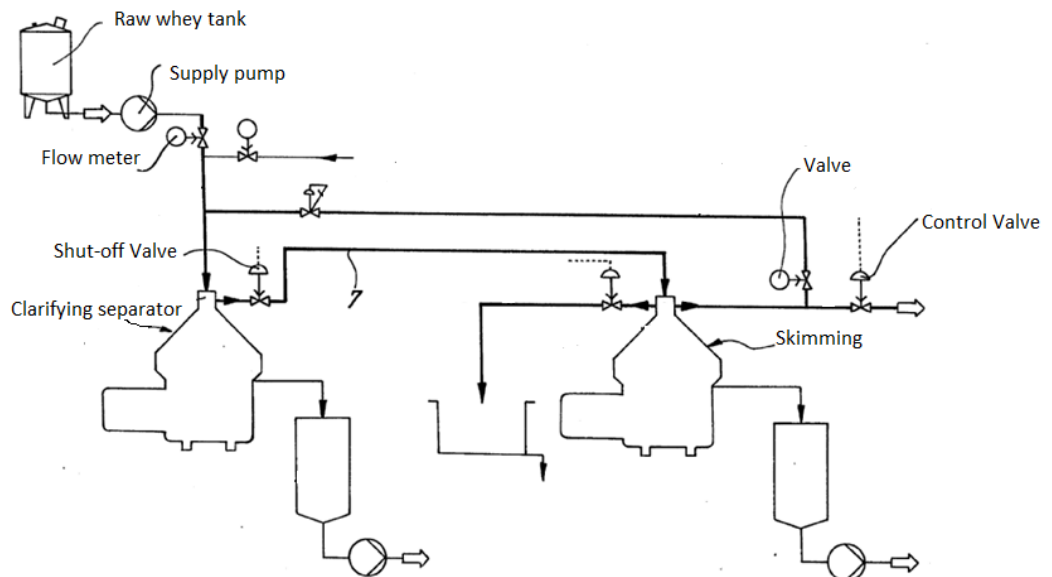 Raw whey tank
Supply pump
Flow meter
Valve
Control Valve
Shut-off Valve
7
Clarifying separator
Skimming